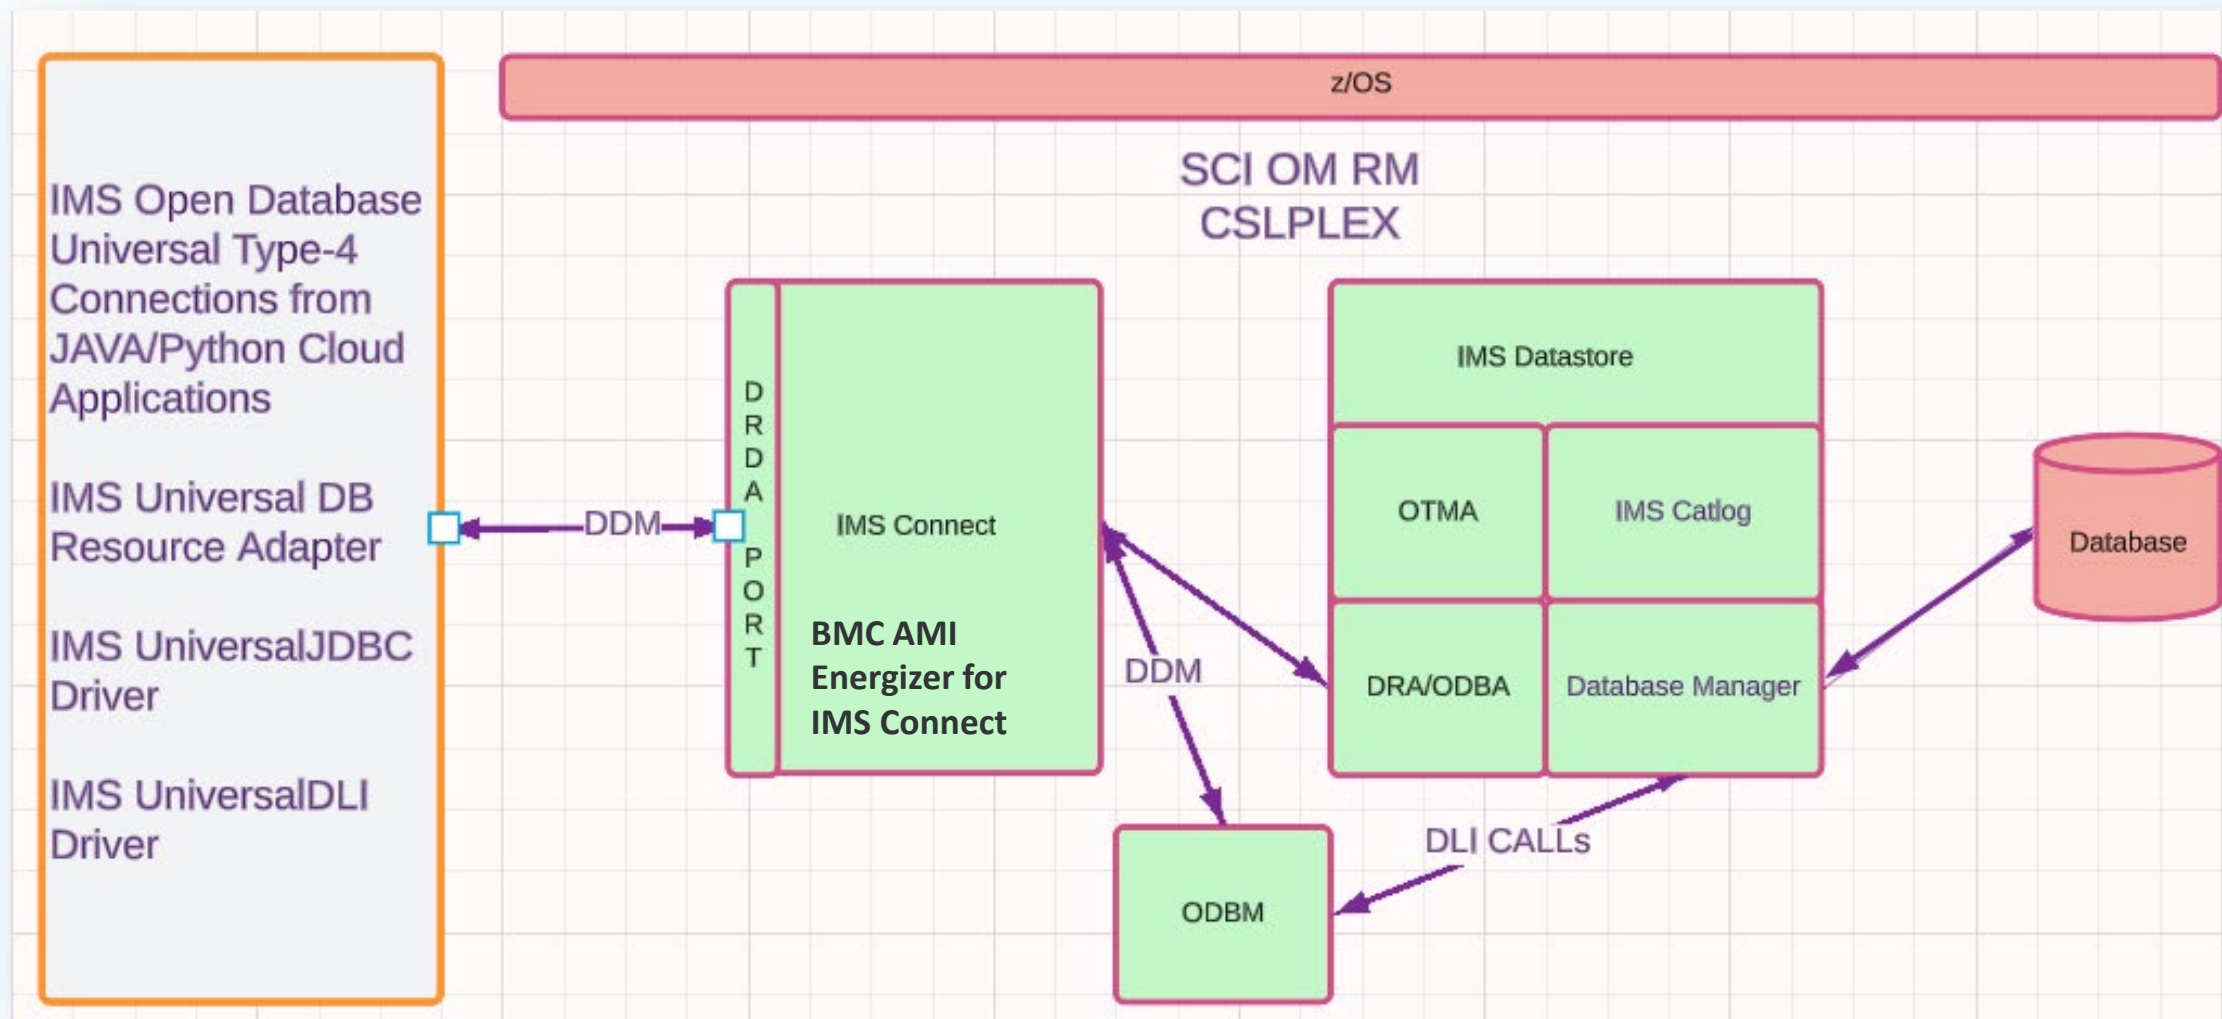 z/OS
SCI OM RM
CSLPLEX
IMS Open Database
Universal Type-4
Connections from
JAVA/Python Cloud
Applications
IMS Universal DB
Resource Adapter
IMS UniversalJDBC
Driver
IMS UniversalDLI
Driver
DDM
D
R
D
A
P
O
R
T
IMS Connect
BMC AMI
Energizer for
IMS Connect
DDM
IMS Datastore
OTMA
IMS Catlog
DRA/ODBA
Database Manager
Database
DLI CALLs
ODBM